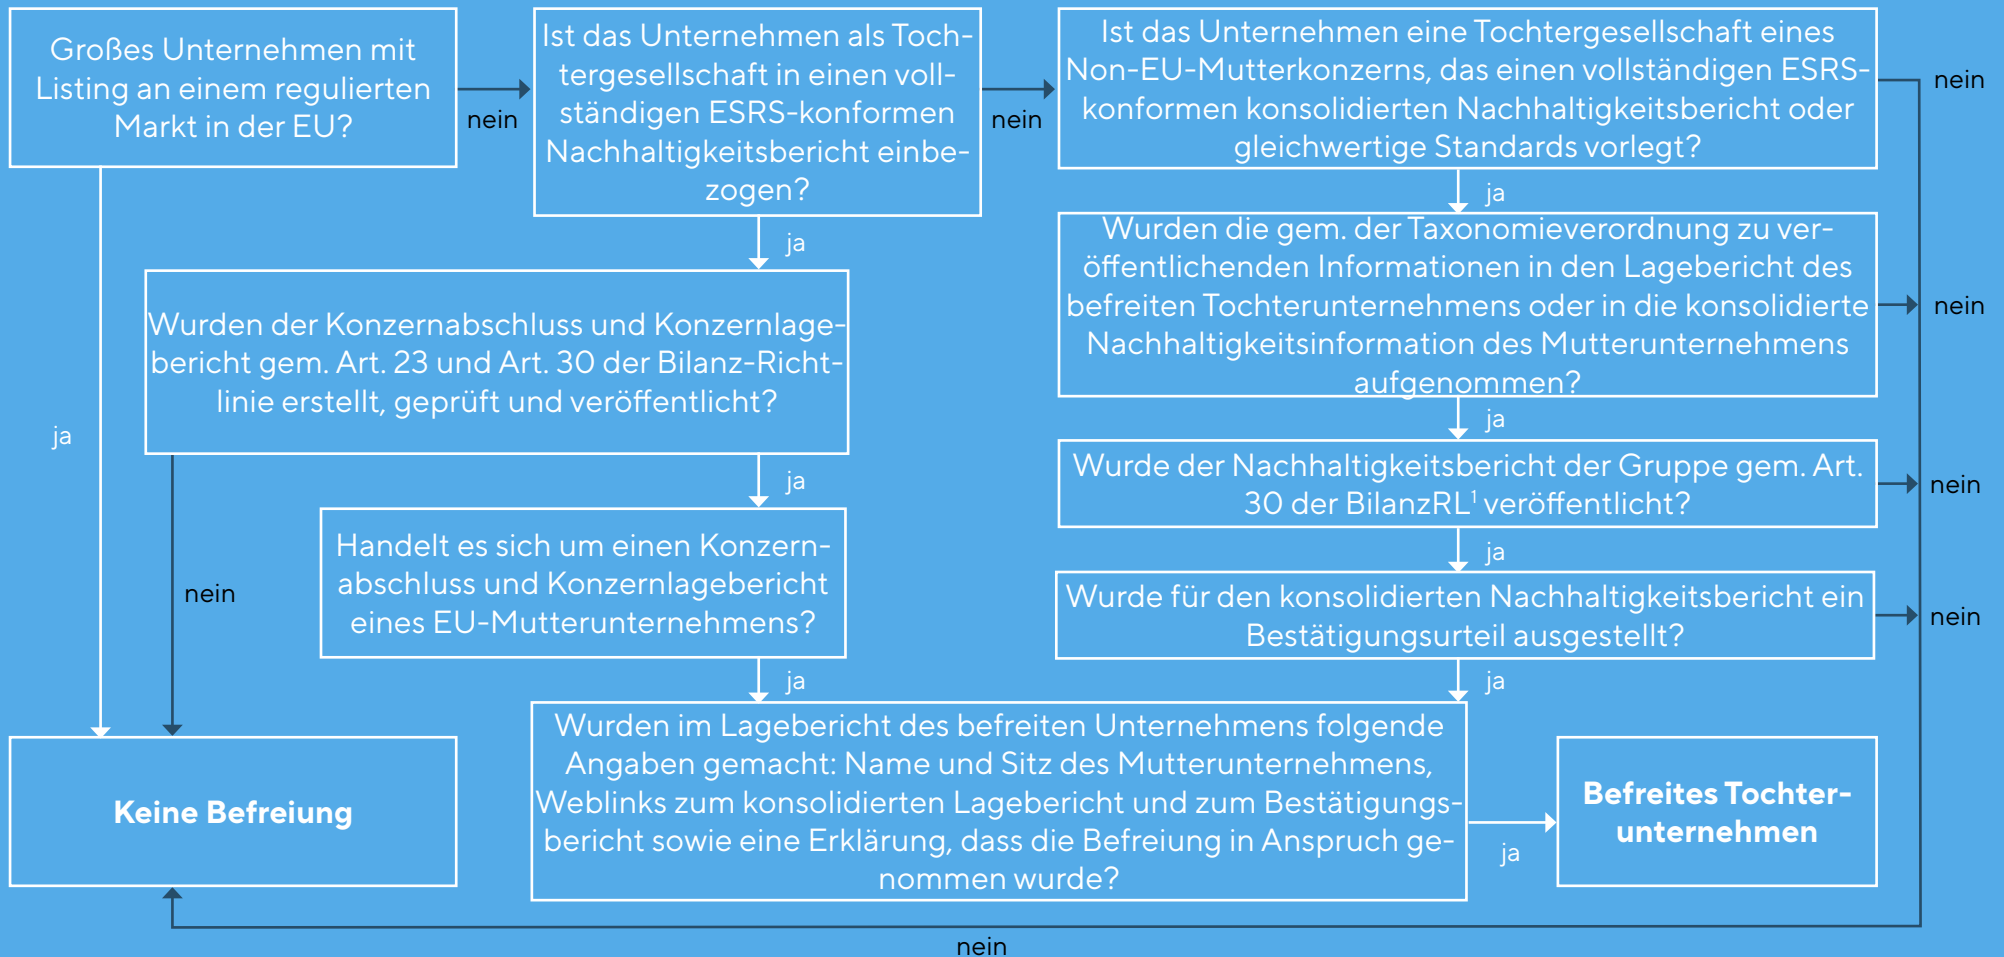 Großes Unternehmen mit
Listing an einem regulierten
Markt in der EU?
nein
Ist das Unternehmen als Toch-
tergesellschaft in einen voll-
ständigen ESRS-konformen
Nachhaltigkeitsbericht einbe-
zogen?
nein
Ist das Unternehmen eine Tochtergesellschaft eines
Non-EU-Mutterkonzerns, das einen vollständigen ESRS-
konformen konsolidierten Nachhaltigkeitsbericht oder
gleichwertige Standards vorlegt?
nein
ja
ja
Wurden der Konzernabschluss und Konzernlage-
bericht gem. Art. 23 und Art. 30 der Bilanz-Richt-
linie erstellt, geprüft und veröffentlicht?
Wurden die gem. der Taxonomieverordnung zu ver-
öffentlichenden Informationen in den Lagebericht des
befreiten Tochterunternehmens oder in die konsolidierte
Nachhaltigkeitsinformation des Mutterunternehmens
aufgenommen?
nein
ja
ja
ja
Wurde der Nachhaltigkeitsbericht der Gruppe gem. Art.
30 der BilanzRL¹ veröffentlicht?
nein
nein
Handelt es sich um einen Konzern-
abschluss und Konzernlagebericht
eines EU-Mutterunternehmens?
ja
Wurde für den konsolidierten Nachhaltigkeitsbericht ein
Bestätigungsurteil ausgestellt?
nein
ja
ja
Keine Befreiung
Wurden im Lagebericht des befreiten Unternehmens folgende
Angaben gemacht: Name und Sitz des Mutterunternehmens,
Weblinks zum konsolidierten Lagebericht und zum Bestätigungs-
bericht sowie eine Erklärung, dass die Befreiung in Anspruch ge-
nommen wurde?
ja
Befreites Tochter-
unternehmen
nein